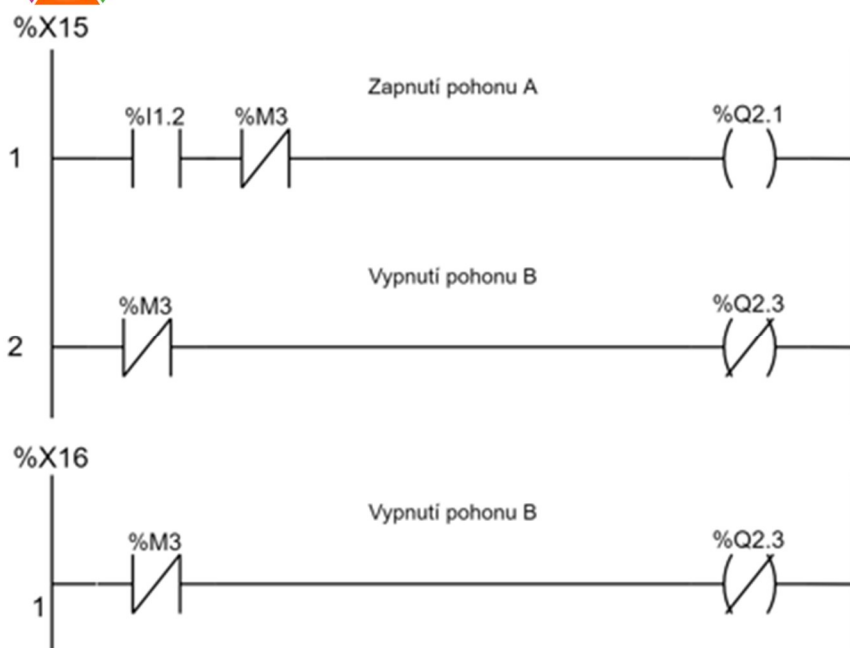 %X15
Zapnutí pohonu A
%I1.2 %M3 %Q2.1
1
Vypnutí pohonu B
%M3 %Q2.3
2
%X16
Vypnutí pohonu B
%M3 %Q2.3
1